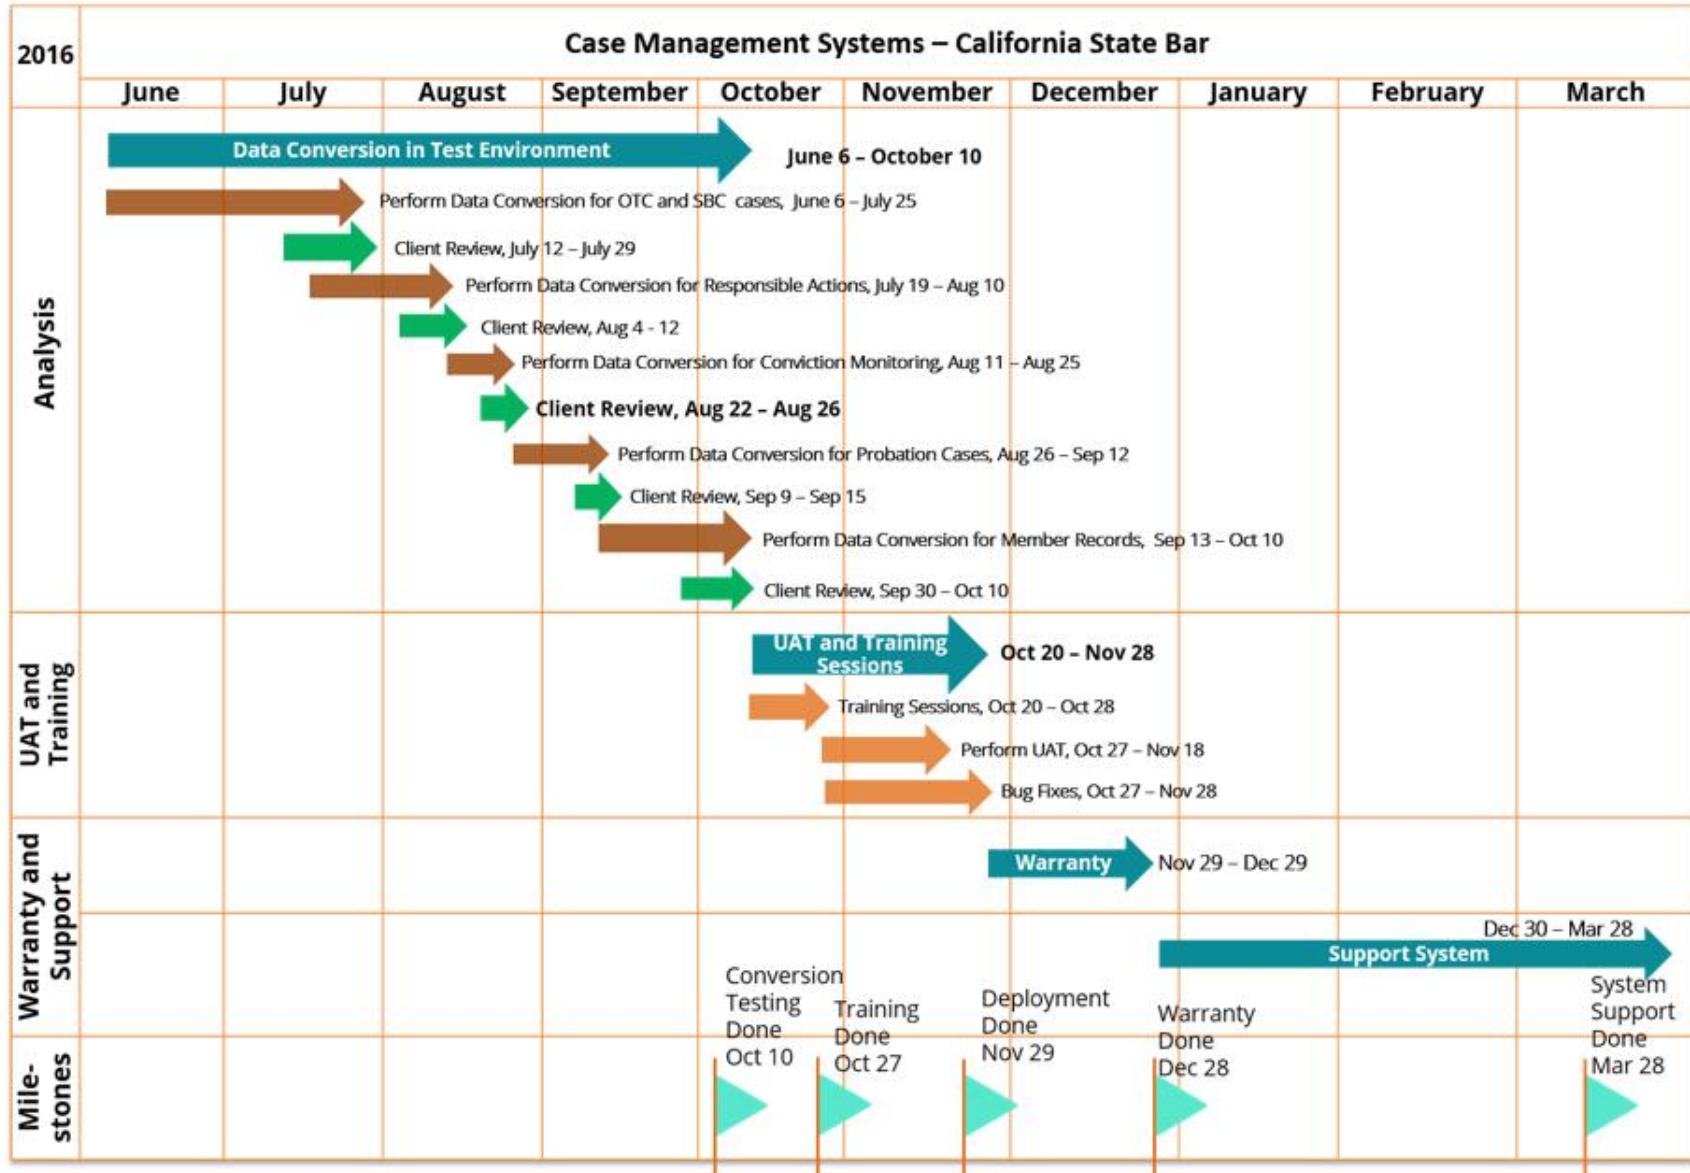 2016
Case Management Systems – California State Bar
June July August September October November December January February March
Analysis
Data Conversion in Test Environment
June 6 – October 10
Perform Data Conversion for OTC and SBC cases, June 6 – July 25
Client Review, July 12 – July 29
Perform Data Conversion for Responsible Actions, July 19 – Aug 10
Client Review, Aug 4 - 12
Perform Data Conversion for Conviction Monitoring, Aug 11 – Aug 25
Client Review, Aug 22 – Aug 26
Perform Data Conversion for Probation Cases, Aug 26 – Sep 12
Client Review, Sep 9 – Sep 15
Perform Data Conversion for Member Records, Sep 13 – Oct 10
Client Review, Sep 30 – Oct 10
UAT and
Training
UAT and Training
Sessions
Oct 20 – Nov 28
Training Sessions, Oct 20 – Oct 28
Perform UAT, Oct 27 – Nov 18
Bug Fixes, Oct 27 – Nov 28
Warranty and
Support
Warranty
Nov 29 – Dec 29
Dec 30 – Mar 28
Support System
Mile-
stones
Conversion
Testing
Done
Oct 10
Training
Done
Oct 27
Deployment
Done
Nov 29
Warranty
Done
Dec 28
System
Support
Done
Mar 28